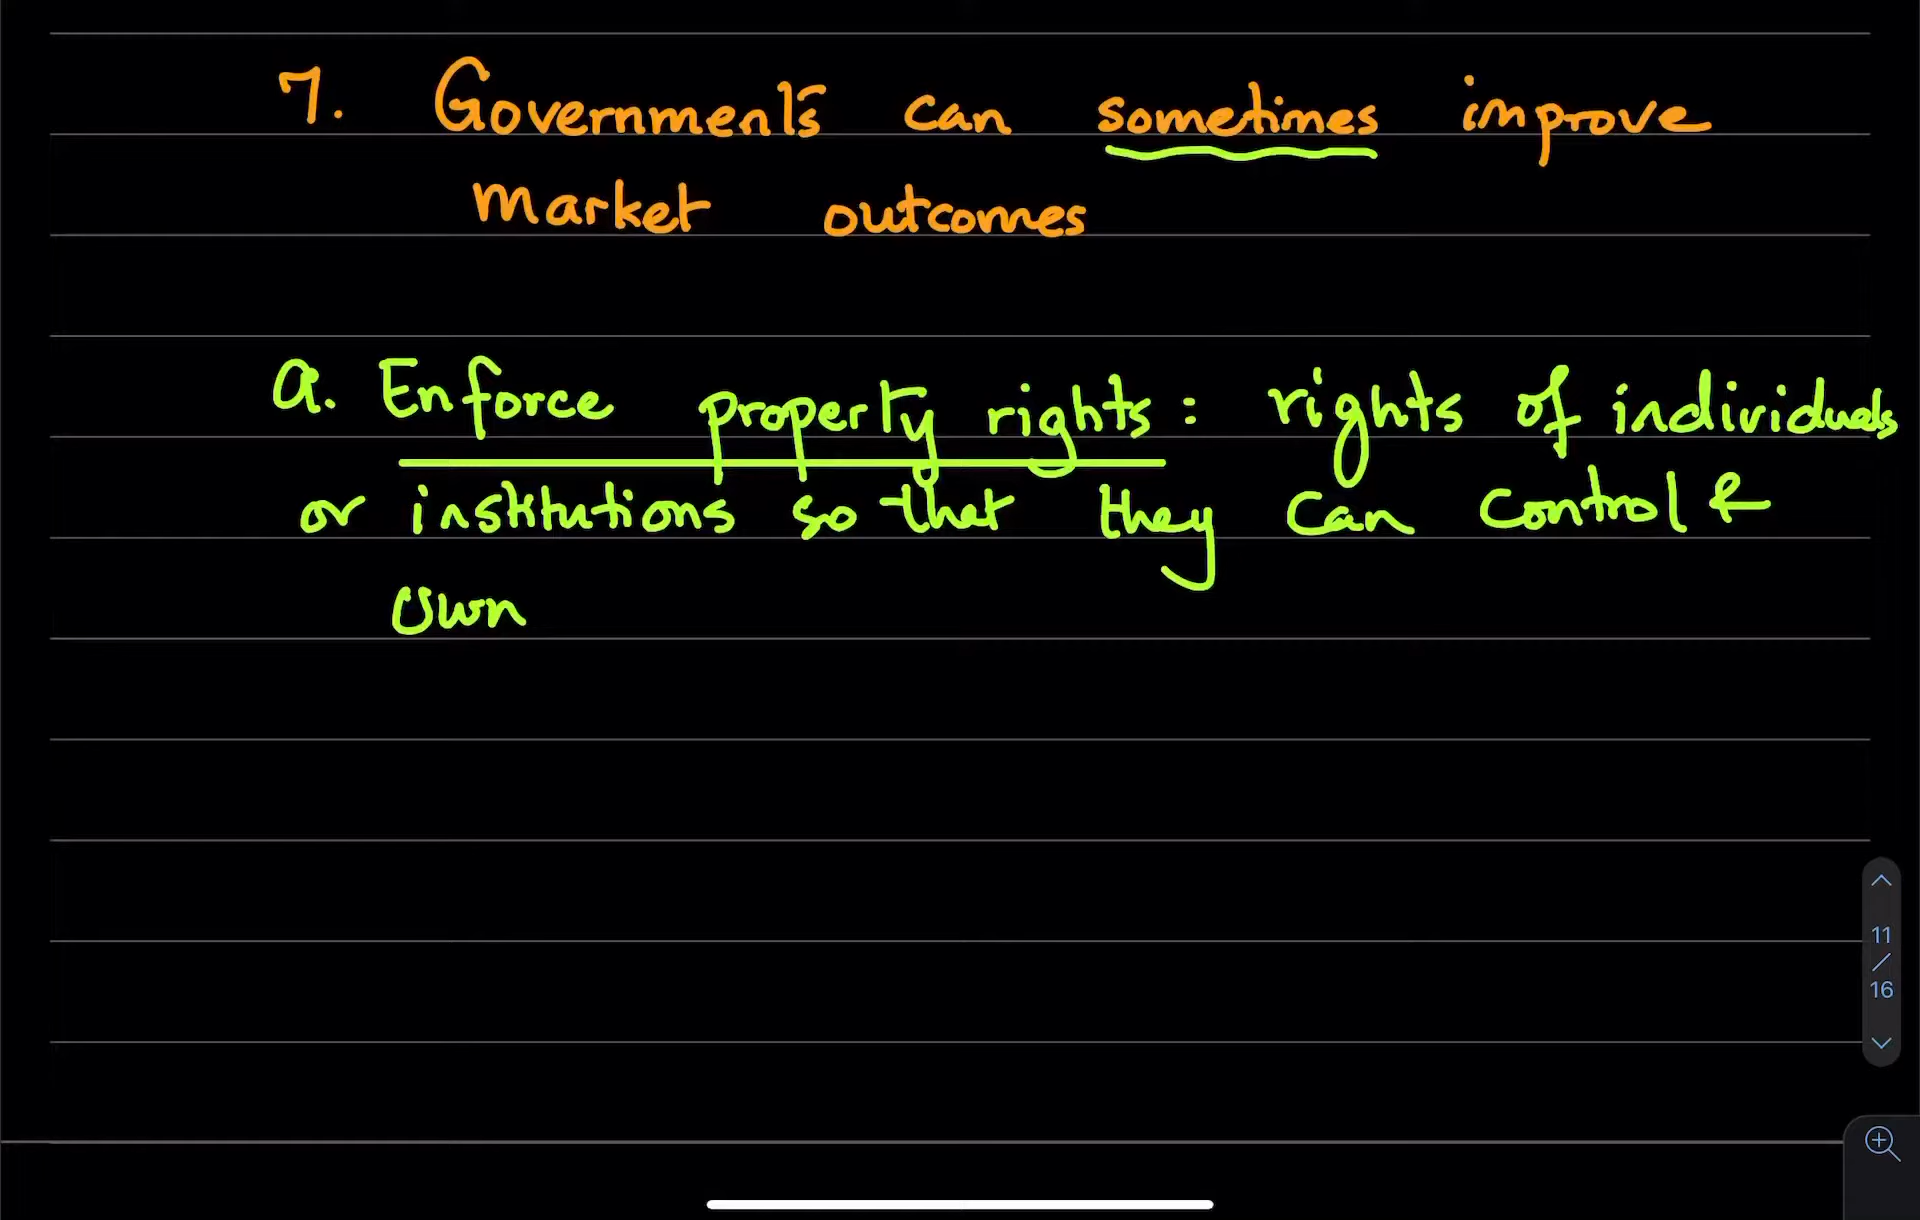 7. Governments can sometimes improve
market outcomes
a. Enforce property rights: rights of individuals
or institutions so that they can control &
own
11
/
16